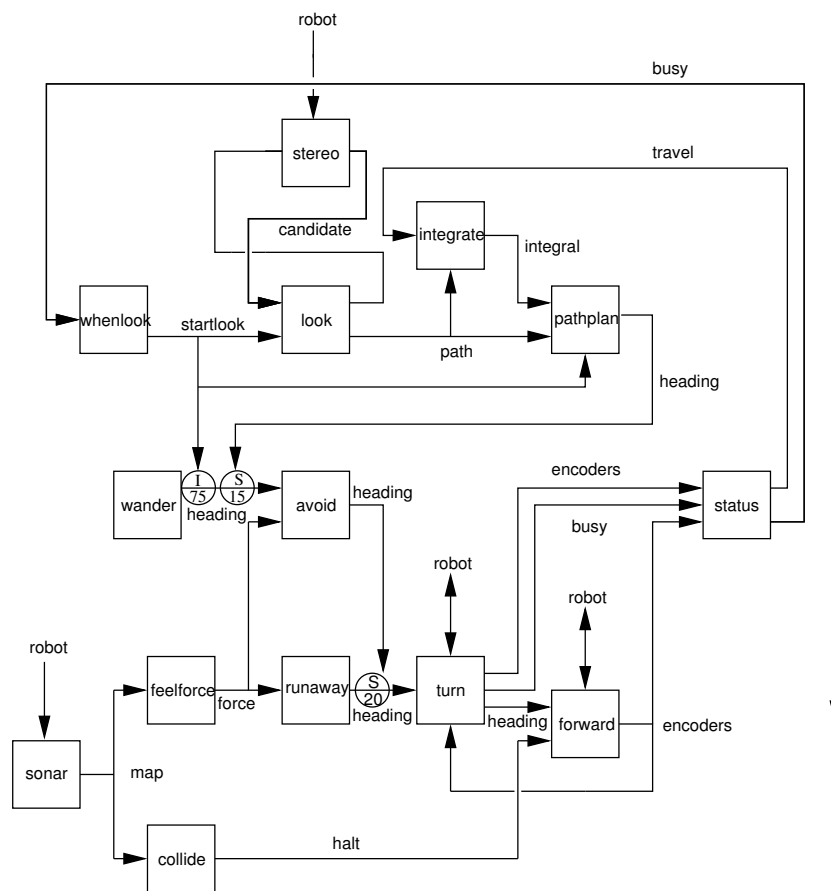 robot
busy
stereo
travel
candidate
integrate
integral
whenlook
startlook
look
pathplan
path
heading
wander
I
75
S
15
heading
avoid
heading
encoders
status
busy
robot
robot
robot
feelforce
force
runaway
S
20
heading
turn
heading
forward
encoders
sonar
map
halt
collide